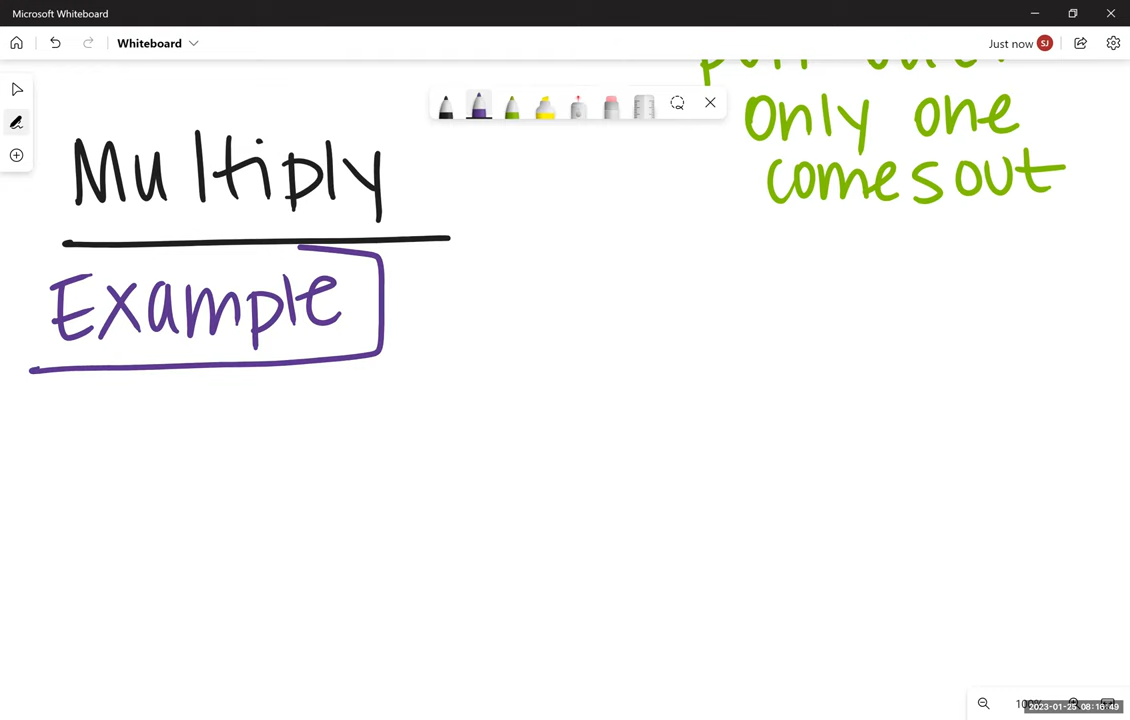 Microsoft Whiteboard
Whiteboard
Just now SJ
only one
comes out
Multiply
Example
2023-01-25 08:16:49